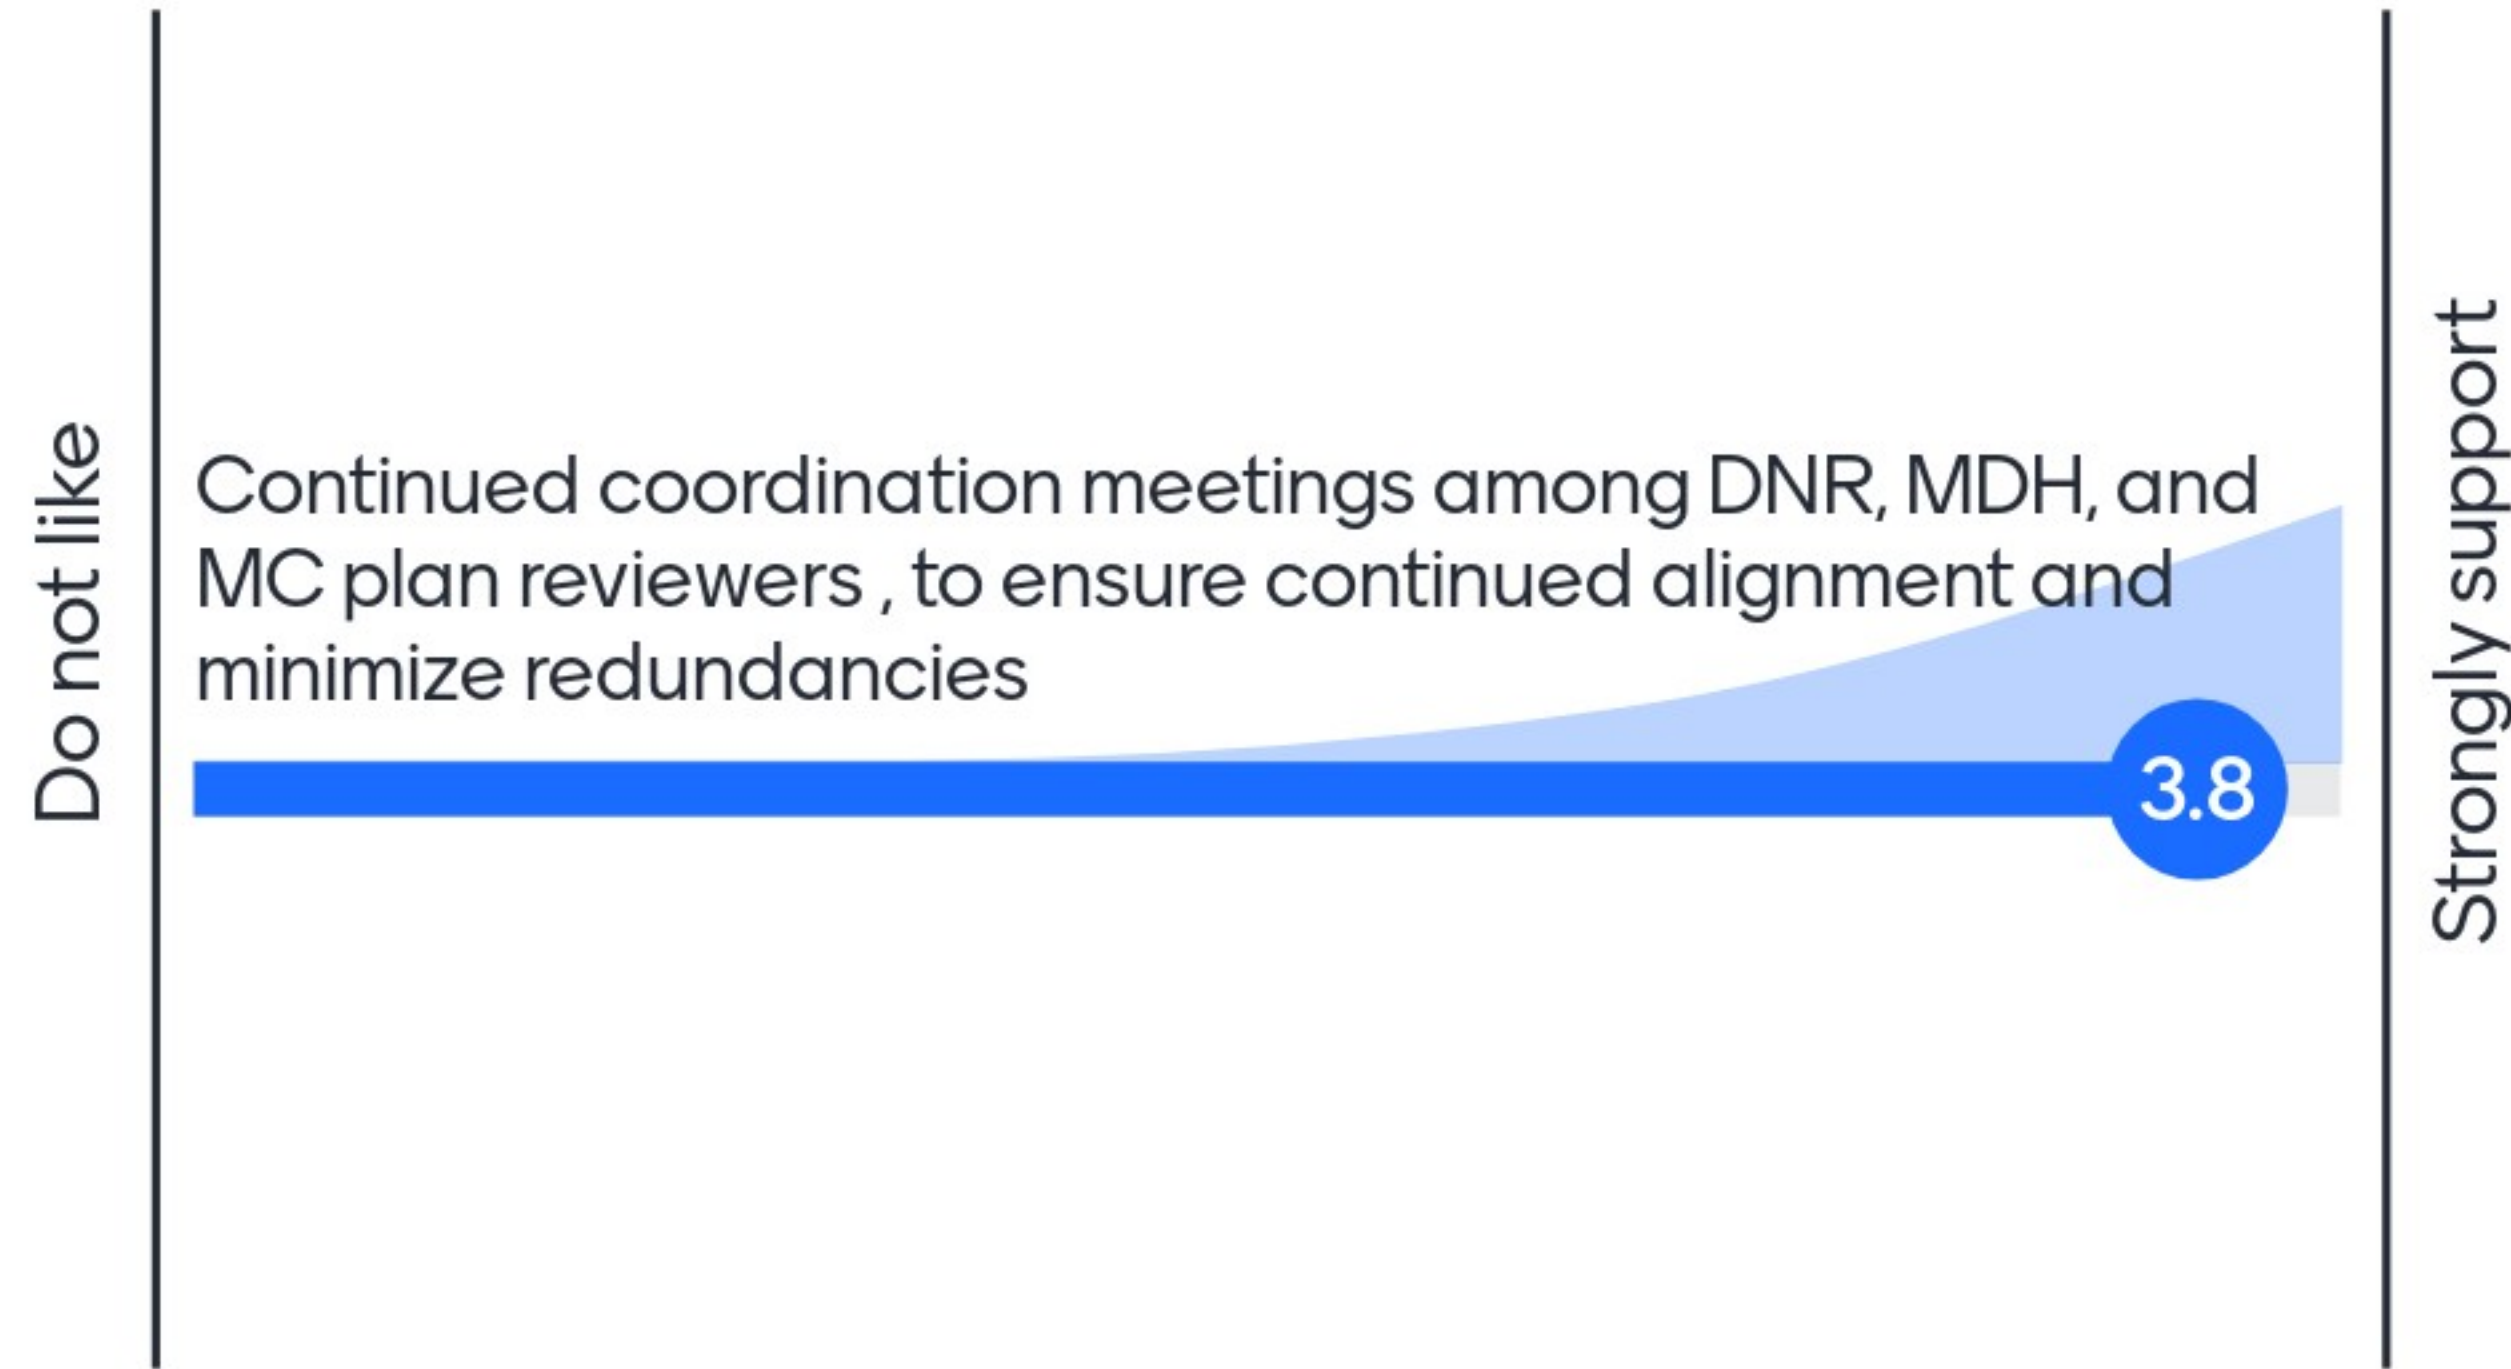 Do not like
Continued coordination meetings among DNR, MDH, and
MC plan reviewers , to ensure continued alignment and
minimize redundancies
3.8
Strongly support